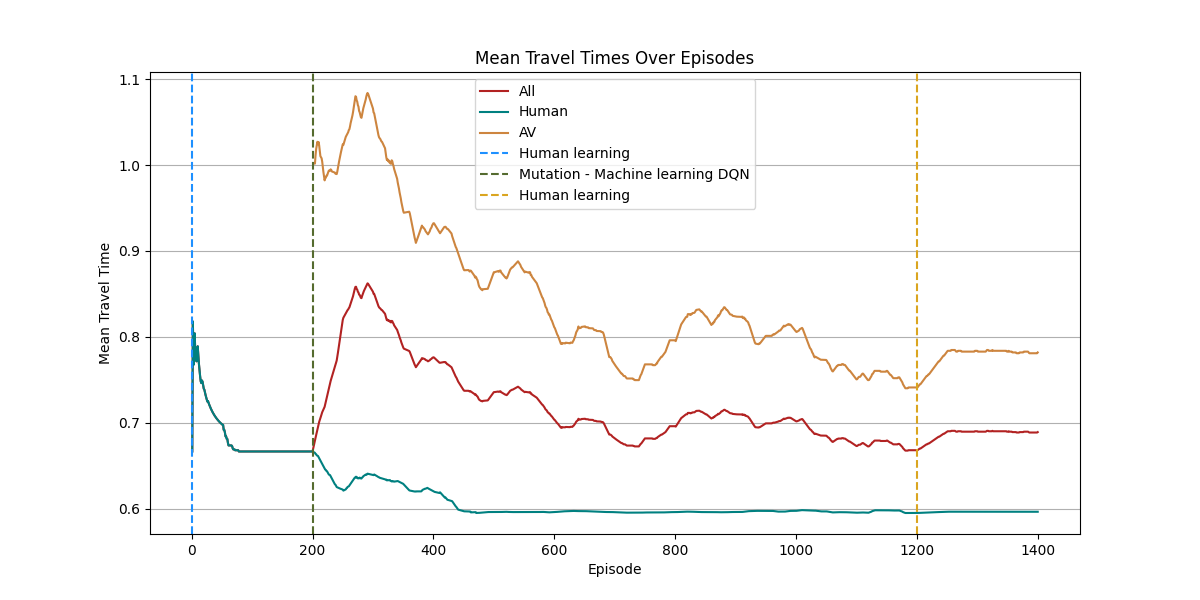 Mean Travel Times Over Episodes
1.1
1.0
0.9
0.8
0.7
0.6
Mean Travel Time
All
Human
AV
Human learning
Mutation - Machine learning DQN
Human learning
0 200 400 600 800 1000 1200 1400
Episode